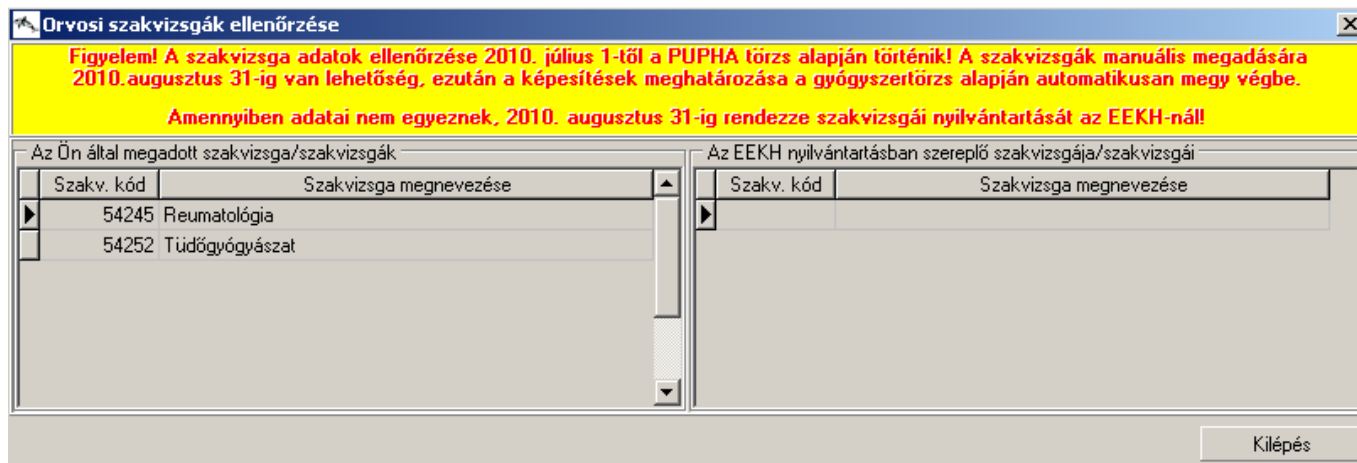 Orvosi szakvizsgák ellenőrzése
Figyelem! A szakvizsga adatok ellenőrzése 2010. július 1-től a PUPHA törzs alapján történik! A szakvizsgák manuális megadására
2010.augusztus 31-ig van lehetőség, ezután a képesítések meghatározása a gyógyszertörzs alapján automatikusan megy végbe.
Amennyiben adatai nem egyeznek, 2010. augusztus 31-ig rendezze szakvizsgái nyilvántartását az EEKH-nál!
Az Ön által megadott szakvizsga/szakvizsgák
Szakv. kód Szakvizsga megnevezése
54245 Reumatológia
54252 Tüdőgyógyászat
Az EEKH nyilvántartásban szereplő szakvizsgája/szakvizsgái
Szakv. kód Szakvizsga megnevezése
Kilépés